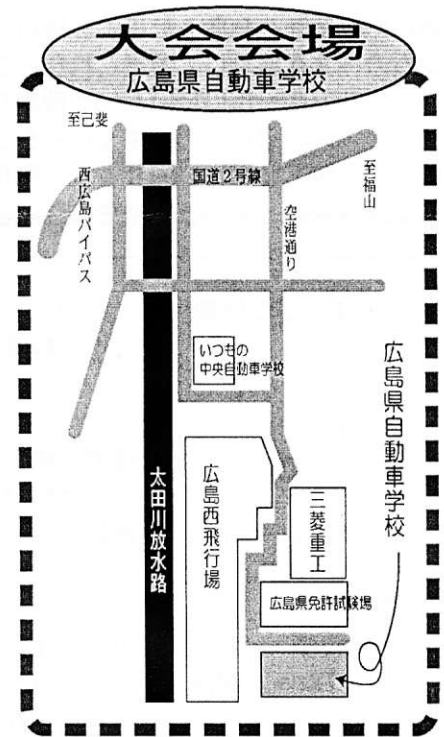 大会会場
広島県自動車学校
至己斐
西広島バイパス
国道2号線
空港通り
至福山
いつもの
中央自動車学校
広島県自動車学校
太田川放水路
広島西飛行場
三菱重工
広島県免許試験場